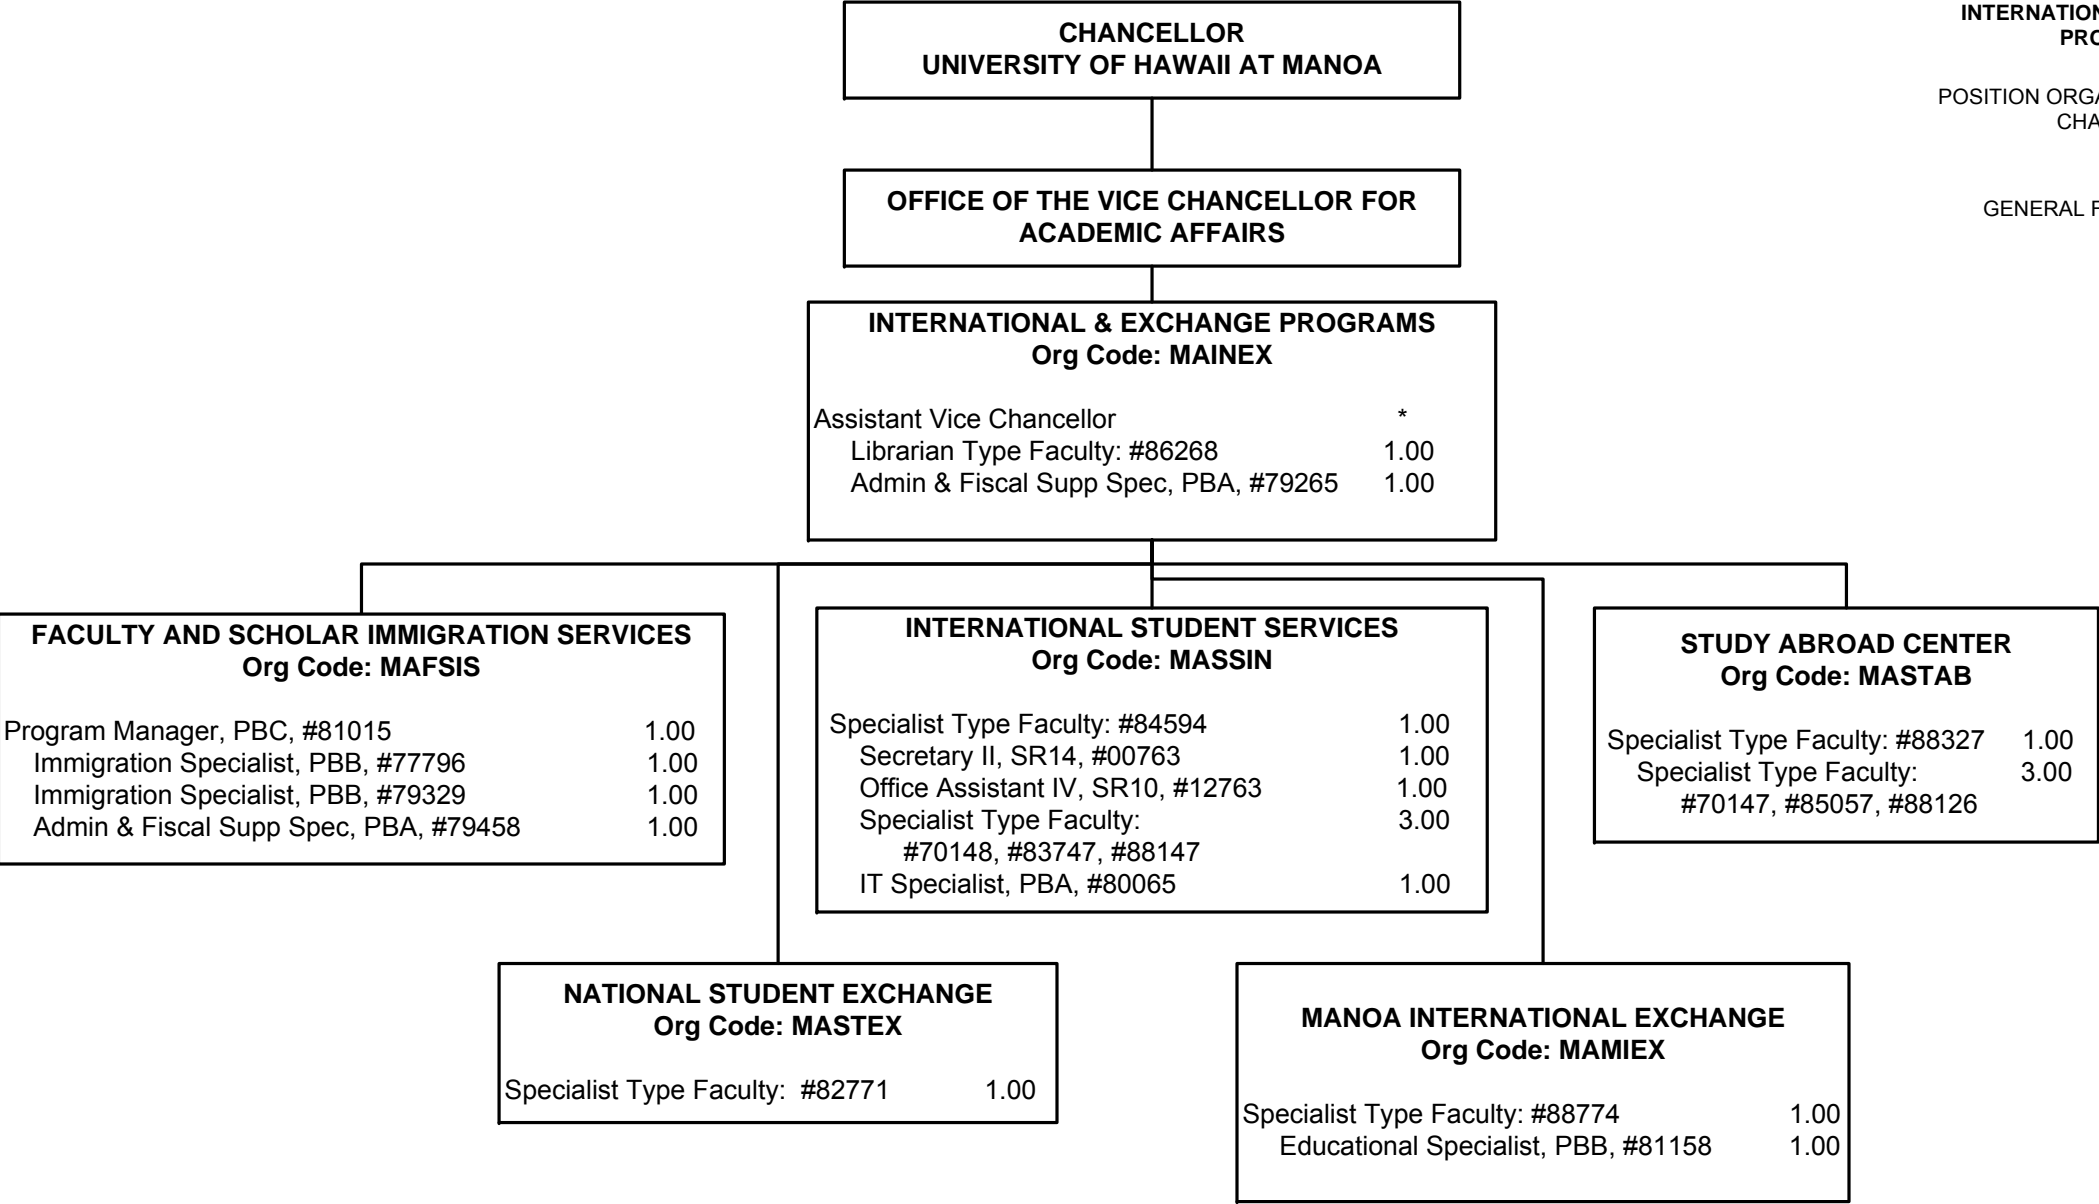 CHANCELLOR
UNIVERSITY OF HAWAII AT MANOA
POSITION
CHA
GENERAL
OFFICE OF THE VICE CHANCELLOR FOR
ACADEMIC AFFAIRS
INTERNATIONAL & EXCHANGE PROGRAMS
Org Code: MAINEX
Assistant Vice Chancellor *
Librarian Type Faculty: #86268 1.00
Admin & Fiscal Supp Spec, PBA, #79265 1.00
FACULTY AND SCHOLAR IMMIGRATION SERVICES
Org Code: MAFSIS
Program Manager, PBC, #81015 1.00
Immigration Specialist, PBB, #77796 1.00
Immigration Specialist, PBB, #79329 1.00
Admin & Fiscal Supp Spec, PBA, #79458 1.00
INTERNATIONAL STUDENT SERVICES
Org Code: MASSIN
Specialist Type Faculty: #84594 1.00
Secretary II, SR14, #00763 1.00
Office Assistant IV, SR10, #12763 1.00
Specialist Type Faculty: 3.00
#70148, #83747, #88147
IT Specialist, PBA, #80065 1.00
STUDY ABROAD CENTER
Org Code: MASTAB
Specialist Type Faculty: #88327 1.00
Specialist Type Faculty: 3.00
#70147, #85057, #88126
NATIONAL STUDENT EXCHANGE
Org Code: MASTEX
Specialist Type Faculty: #82771 1.00
MANOA INTERNATIONAL EXCHANGE
Org Code: MAMIEX
Specialist Type Faculty: #88774 1.00
Educational Specialist, PBB, #81158 1.00